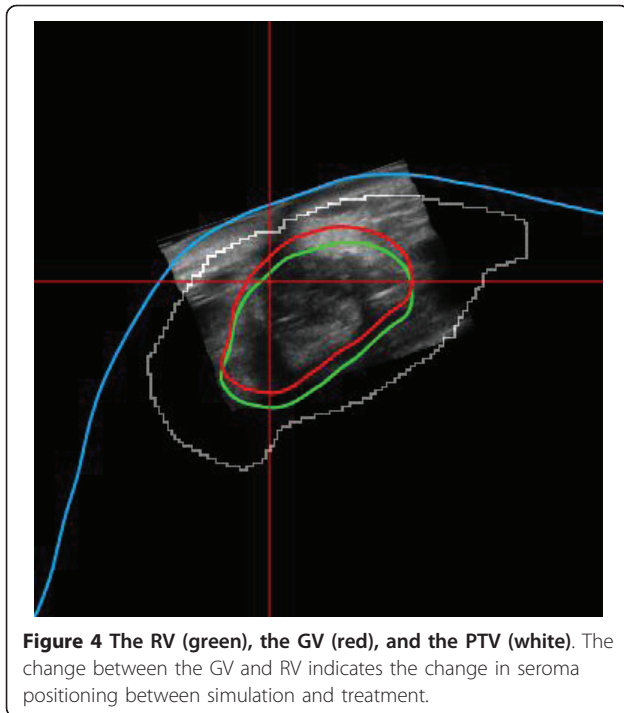 Figure 4 The RV (green), the GV (red), and the PTV (white). The
change between the GV and RV indicates the change in seroma
positioning between simulation and treatment.